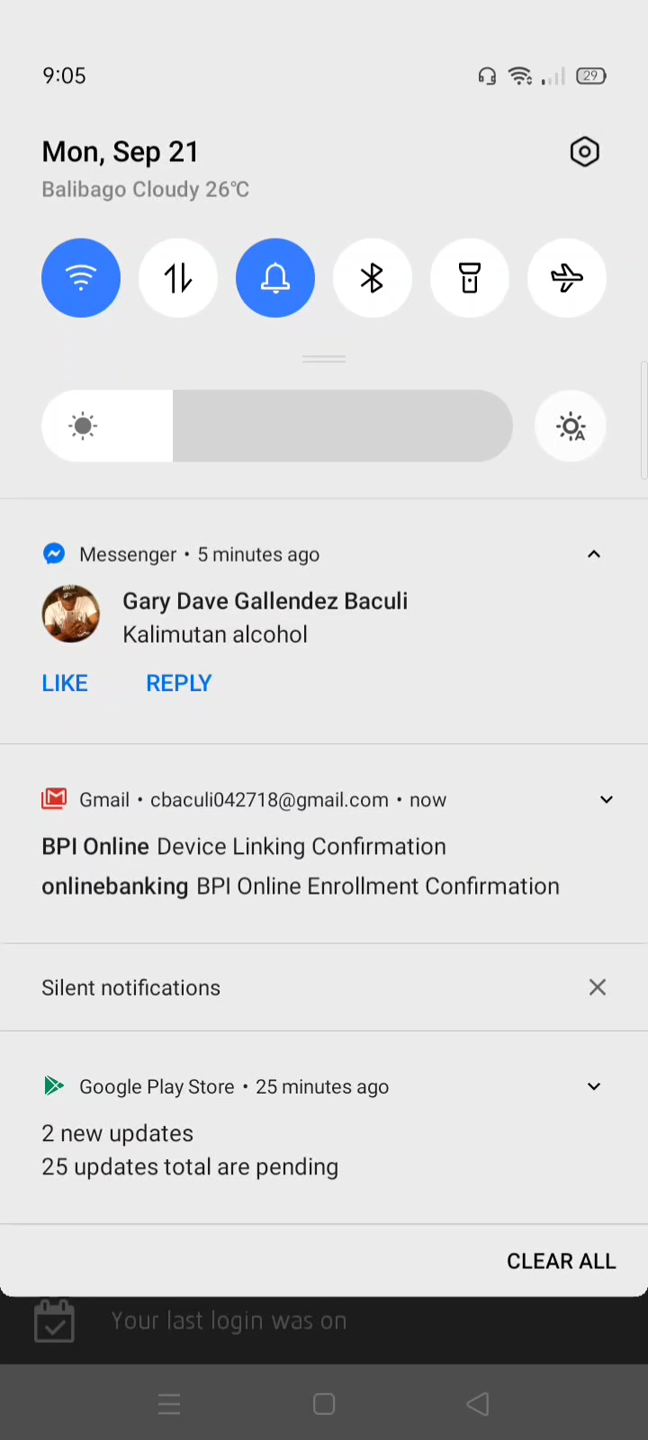 9:05
29
Mon, Sep 21
Balibago Cloudy 26℃
A
Messenger • 5 minutes ago
Gary Dave Gallendez Baculi
Kalimutan alcohol
LIKE REPLY
Gmail • cbaculi042718@gmail.com • now
BPI Online Device Linking Confirmation
onlinebanking BPI Online Enrollment Confirmation
Silent notifications
Google Play Store • 25 minutes ago
2 new updates
25 updates total are pending
CLEAR ALL
Your last login was on